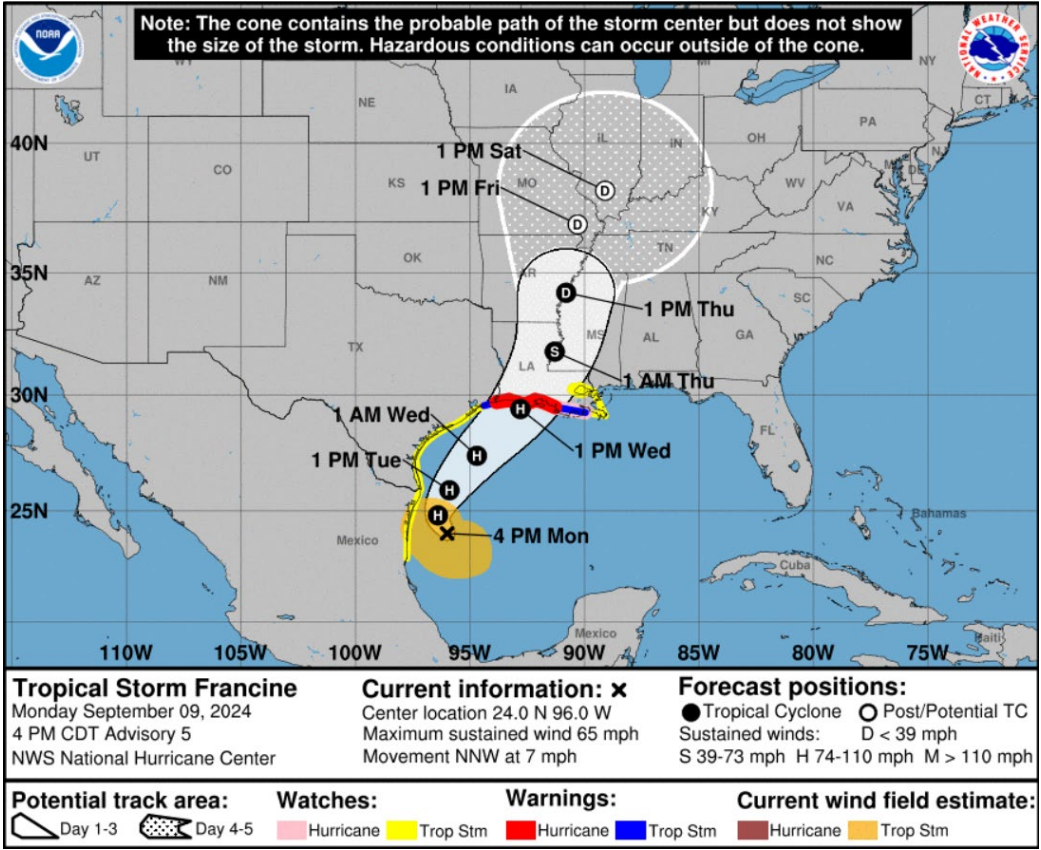 Note: The cone contains the probable path of the storm center but does not show
the size of the storm. Hazardous conditions can occur outside of the cone.
NOAA
NATIONAL WEATHER SERVICE
WY
IA
MI
NY
NE
CT
PA
40N
IL
IN
OH
NJ
UT
CO
1 PM Sat
MD
DE
KS
MO
WV
1 PM Fri
KY
VA
TN
OK
NC
35N
AZ
NM
AR
SC
1 PM Thu
MS
AL
GA
TX
LA
1 AM Thu
30N
1 AM Wed
FL
1 PM Wed
1 PM Tue
25N
Bahamas
4 PM Mon
Mexico
Cuba
Mexico
Haiti
110W 105W 100W 95W 90W 85W 80W 75W
D
D
D
S
H
H
H
H
Tropical Storm Francine
Monday September 09, 2024
4 PM CDT Advisory 5
NWS National Hurricane Center
Current information: x
Center location 24.0 N 96.0 W
Maximum sustained wind 65 mph
Movement NNW at 7 mph
Forecast positions:
Tropical Cyclone Post/Potential TC
Sustained winds: D < 39 mph
S 39-73 mph H 74-110 mph M > 110 mph
Potential track area:
Day 1-3 Day 4-5
Watches:
Hurricane Trop Stm
Warnings:
Hurricane Trop Stm
Current wind field estimate:
Hurricane Trop Stm